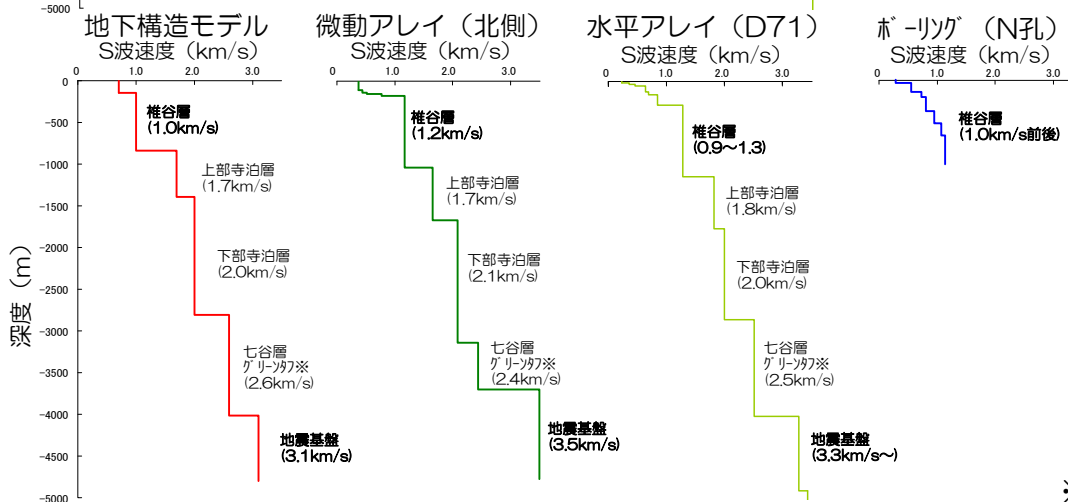 -5000
地下構造モデル
S波速度（km/s）
0 1.0 2.0 3.0
0
-500
-1000
-1500
-2000
-2500
-3000
-3500
-4000
-4500
-5000
深度（m）
椎谷層
(1.0km/s)
上部寺泊層
(1.7km/s)
下部寺泊層
(2.0km/s)
七谷層
グリーンタフ※
(2.6km/s)
地震基盤
(3.1km/s)
微動アレイ（北側）
S波速度（km/s）
0 1.0 2.0 3.0
椎谷層
(1.2km/s)
上部寺泊層
(1.7km/s)
下部寺泊層
(2.1km/s)
七谷層
グリーンタフ※
(2.4km/s)
地震基盤
(3.5km/s)
水平アレイ（D71）
S波速度（km/s）
0 1.0 2.0 3.0
椎谷層
(0.9～1.3)
上部寺泊層
(1.8km/s)
下部寺泊層
(2.0km/s)
七谷層
グリーンタフ※
(2.5km/s)
地震基盤
(3.3km/s～)
ボーリング（N孔）
S波速度（km/s）
0 1.0 2.0 3.0
椎谷層
(1.0km/s前後)
※